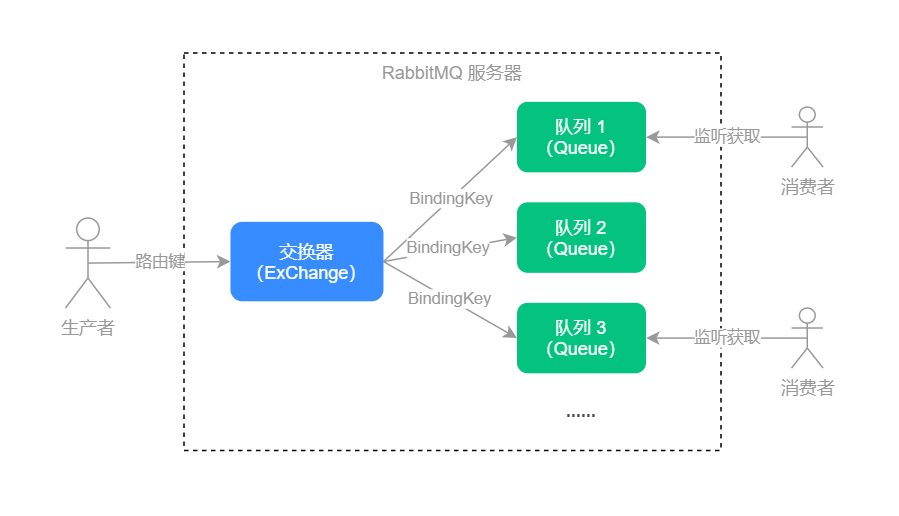 RabbitMQ 服务器
队列 1
（Queue）
监听获取
消费者
BindingKey
生产者
路由键
交换器
（ExChange）
BindingKey
队列 2
（Queue）
BindingKey
队列 3
（Queue）
监听获取
消费者
......